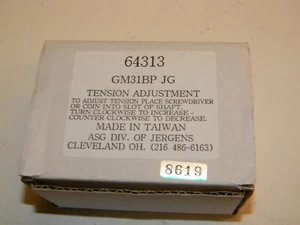 64313
GM31BP JG
TENSION ADJUSTMENT
TO ADJUST TENSION PLACE SCREWDRIVER
OR COIN INTO SLOT OF SHAFT.
TURN CLOCKWISE TO INCREASE -
COUNTER CLOCKWISE TO DECREASE.
MADE IN TAIWAN
ASG DIV. OF JERGENS
CLEVELAND OH. (216 486-6163)
8619